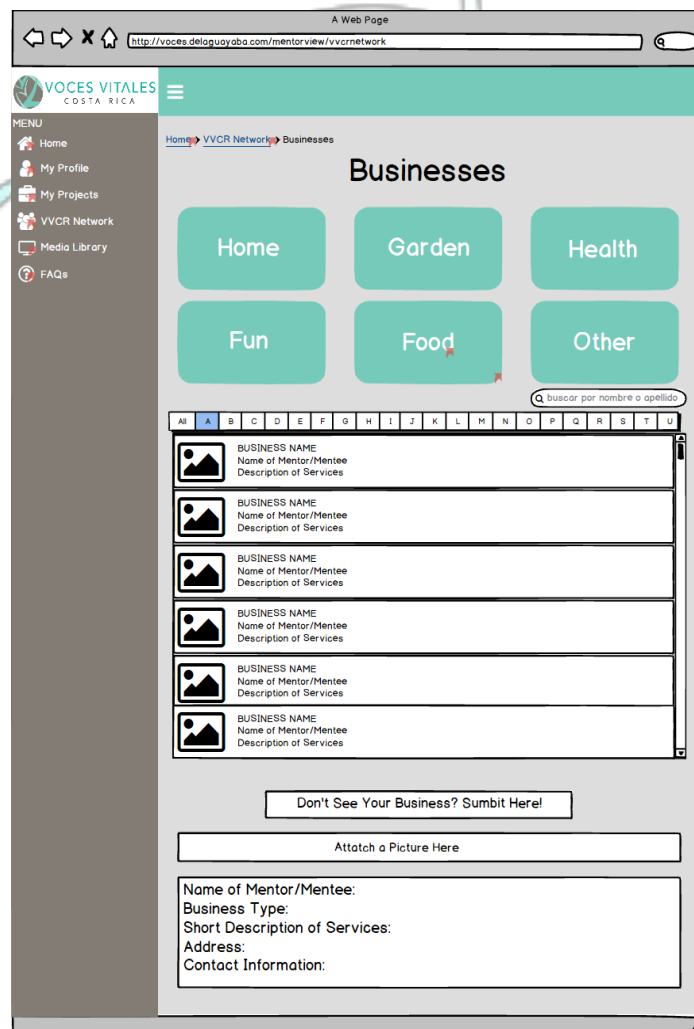 A Web Page
http://voces.delaguayaba.com/mentorview/vvcrnetwork
VOCES VITALES
COSTA RICA
MENU
Home
My Profile
My Projects
VVCR Network
Media Library
FAQs
Home VVCR Network Businesses
Businesses
Home Garden Health
Fun Food Other
buscar por nombre o apellido
All A B C D E F G H I J K L M N O P Q R S T U
BUSINESS NAME
Name of Mentor/Mentee
Description of Services
BUSINESS NAME
Name of Mentor/Mentee
Description of Services
BUSINESS NAME
Name of Mentor/Mentee
Description of Services
BUSINESS NAME
Name of Mentor/Mentee
Description of Services
BUSINESS NAME
Name of Mentor/Mentee
Description of Services
BUSINESS NAME
Name of Mentor/Mentee
Description of Services
Don't See Your Business? Sumbit Here!
Attatch a Picture Here
Name of Mentor/Mentee:
Business Type:
Short Description of Services:
Address:
Contact Information: